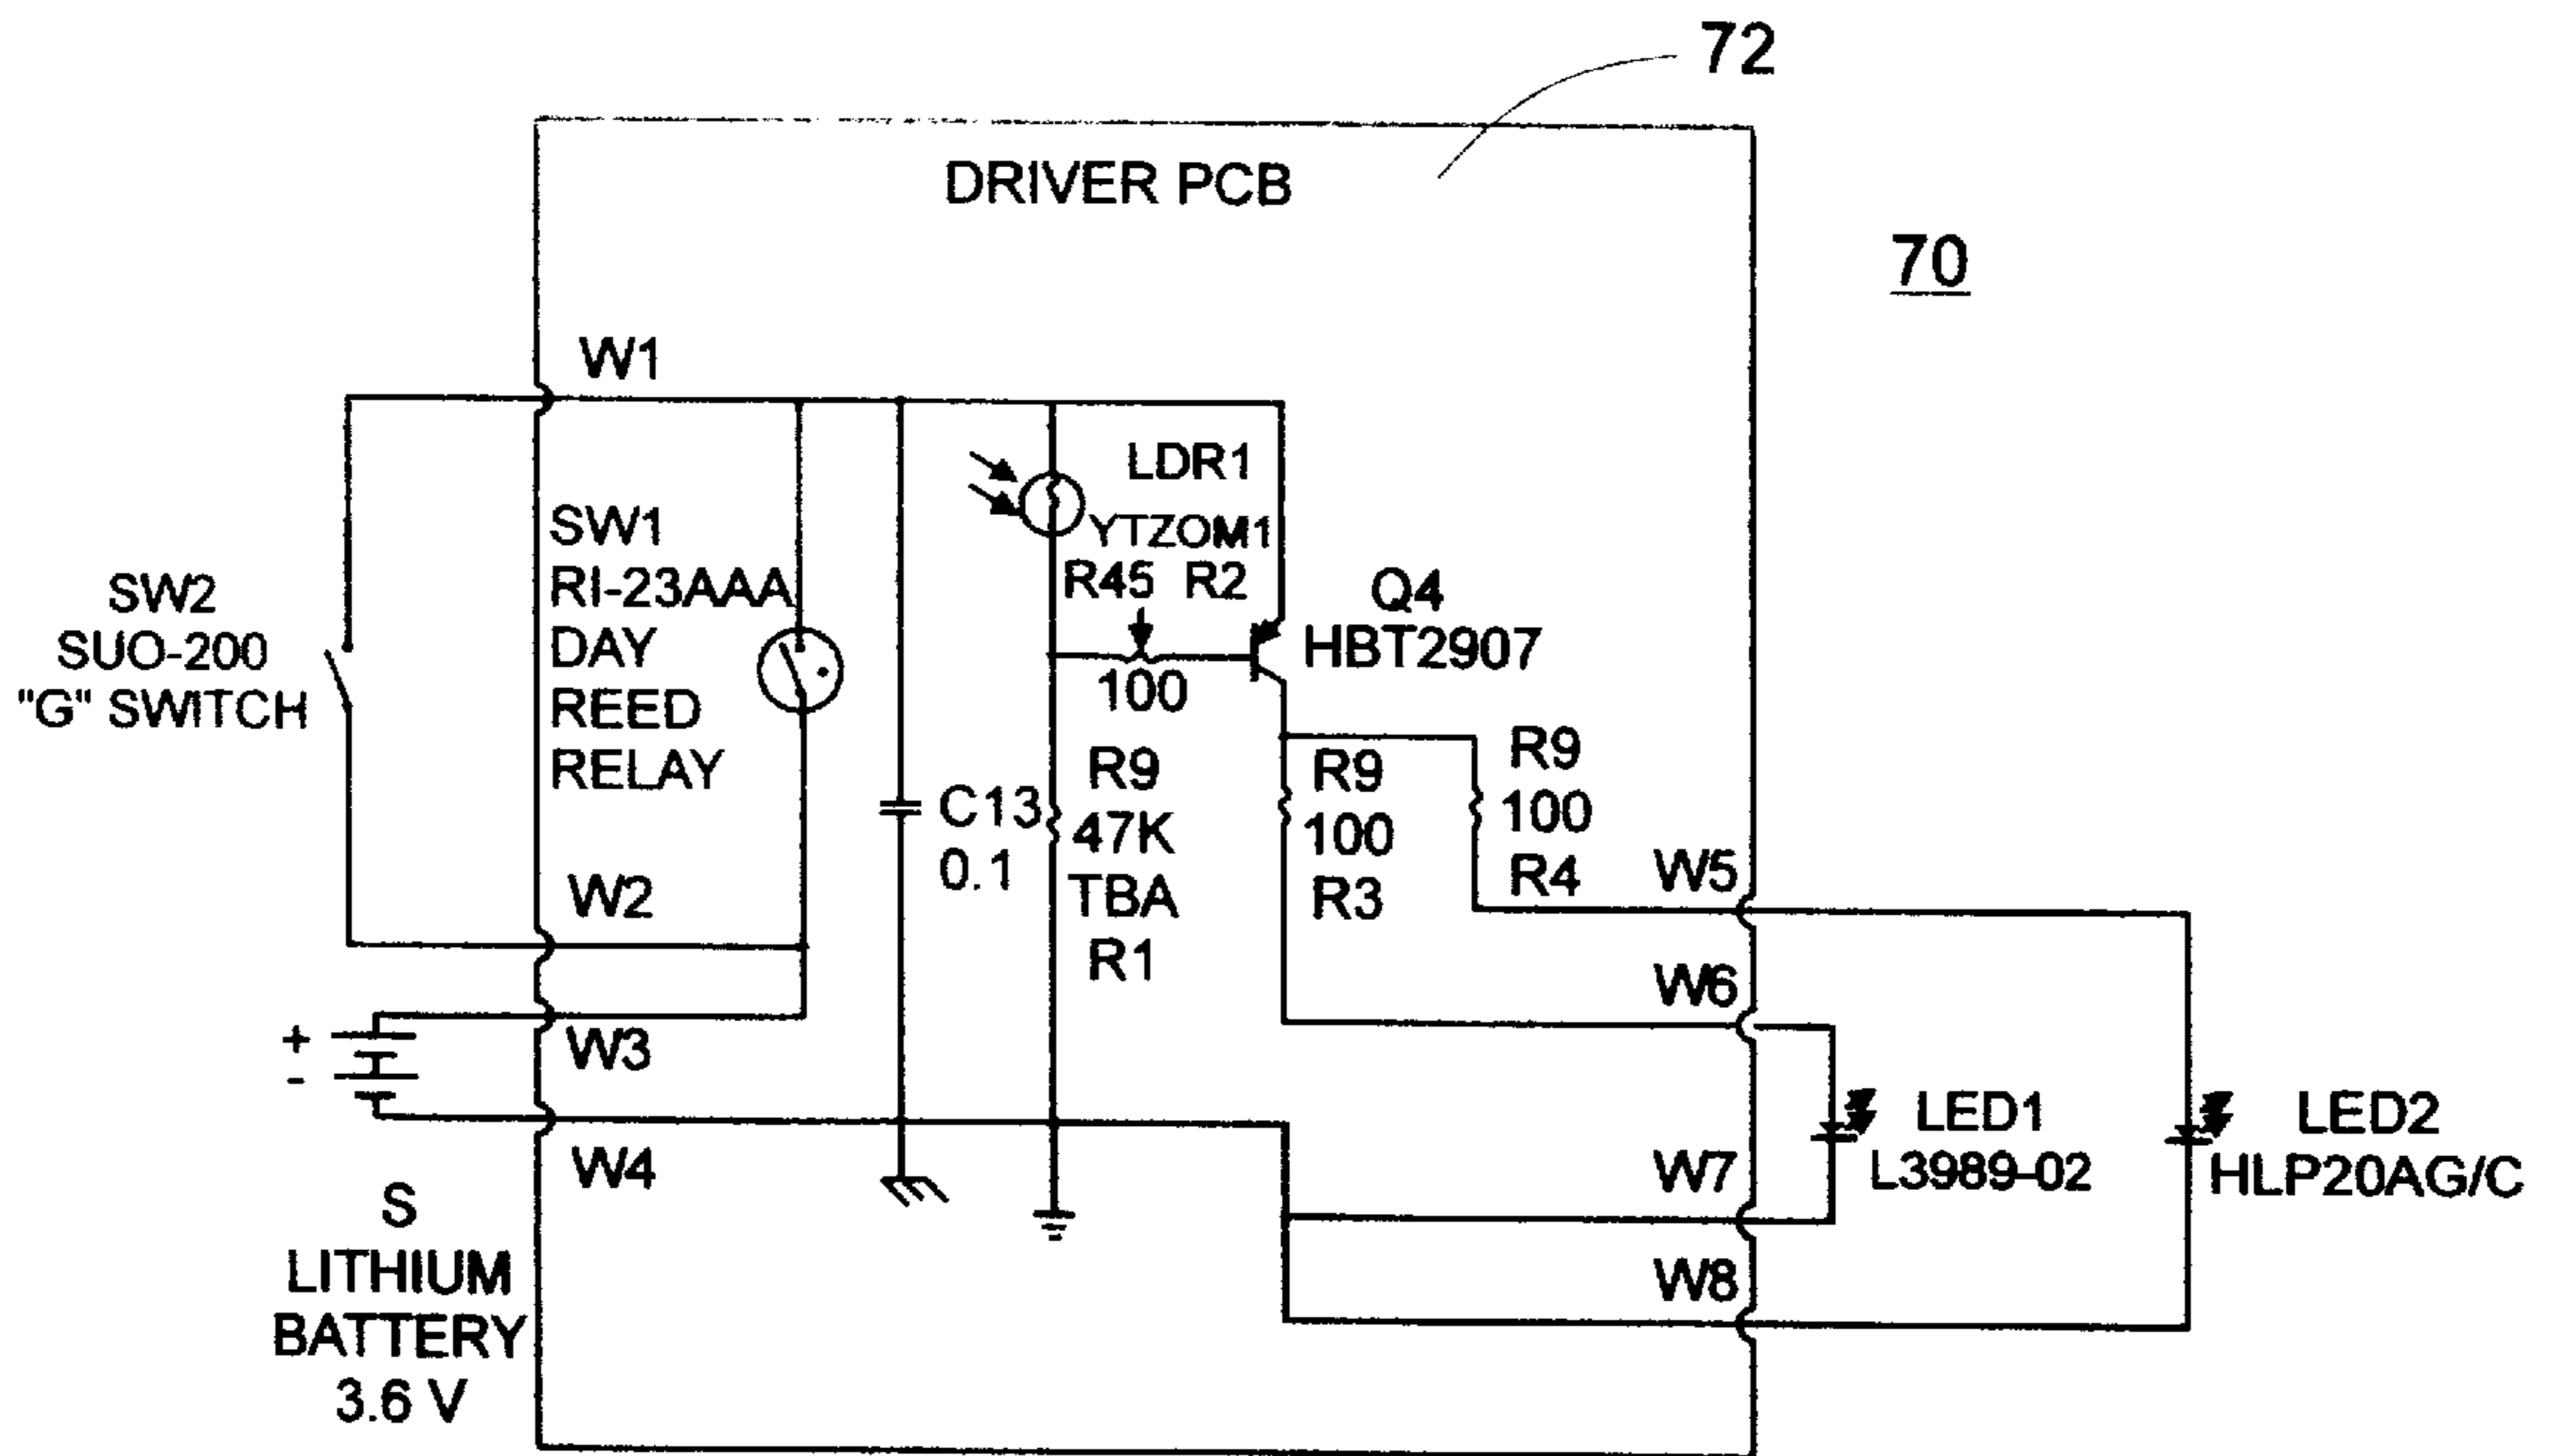 72
DRIVER PCB
70
W1
LDR1
YTZOM1
R45 R2
100
Q4
HBT2907
SW1
RI-23AAA
DAY
REED
RELAY
SW2
SUO-200
"G" SWITCH
C13
0.1
R9
47K
TBA
R1
R9
100
R3
R9
100
R4
W2
W5
W3
W6
+
-
W4
W7
LED1
L3989-02
LED2
HLP20AG/C
W8
S
LITHIUM
BATTERY
3.6 V